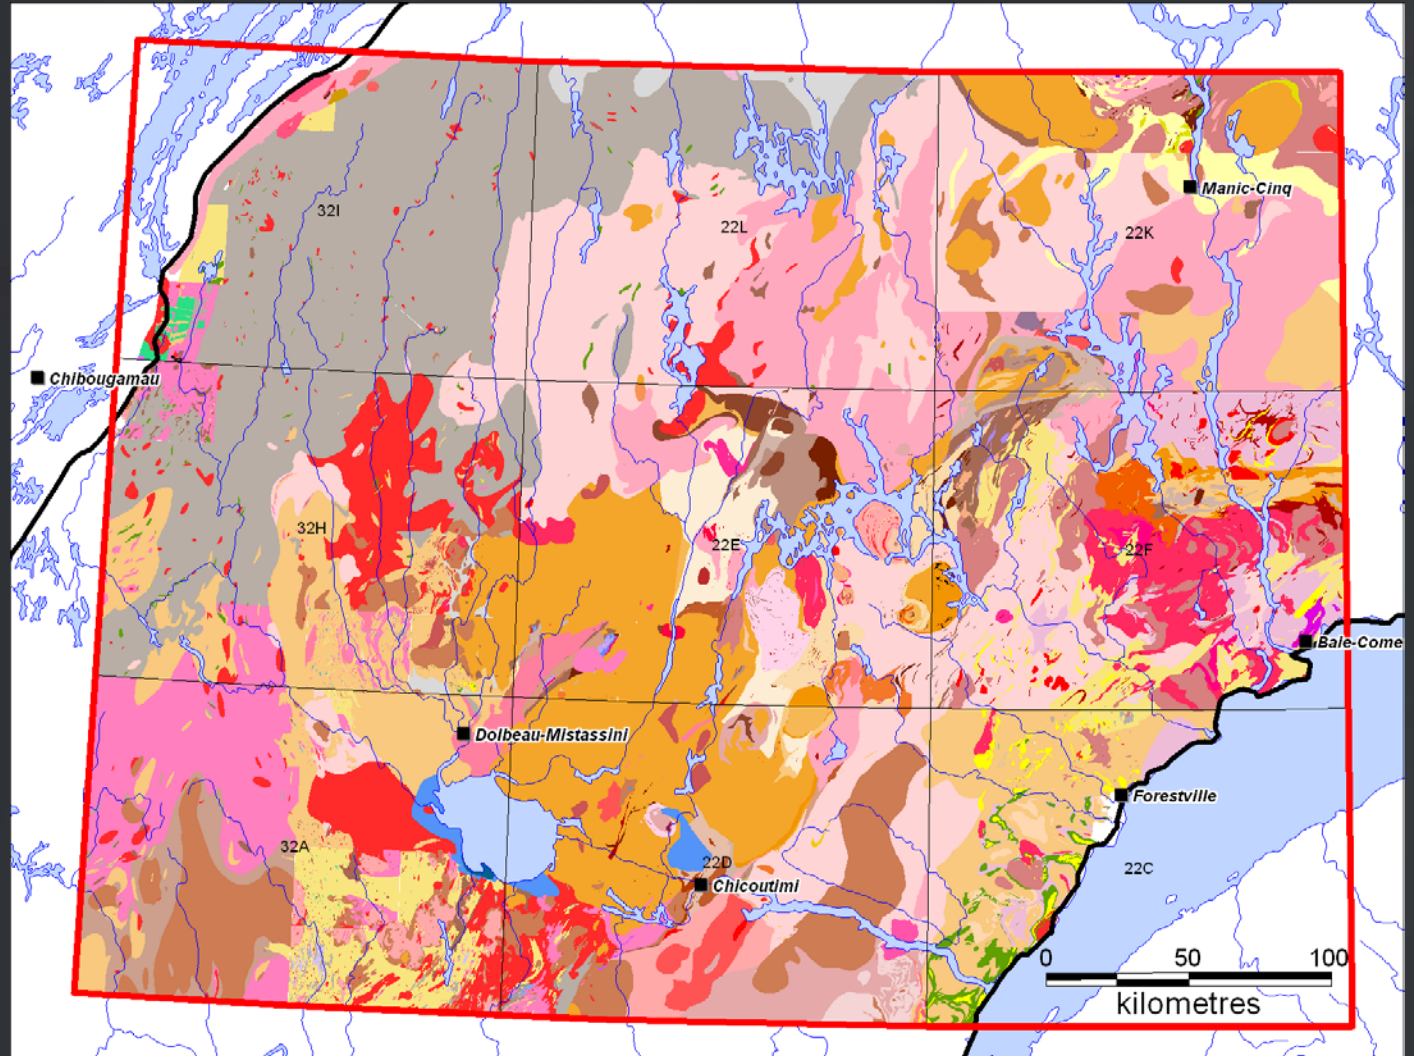 Manic-Cinq
32I
22L
22K
Chibougamau
32H
22E
22F
Baie-Come
Dolbeau-Mistassini
Forestville
32A
22D
22C
Chicoutimi
0 50 100
kilometres